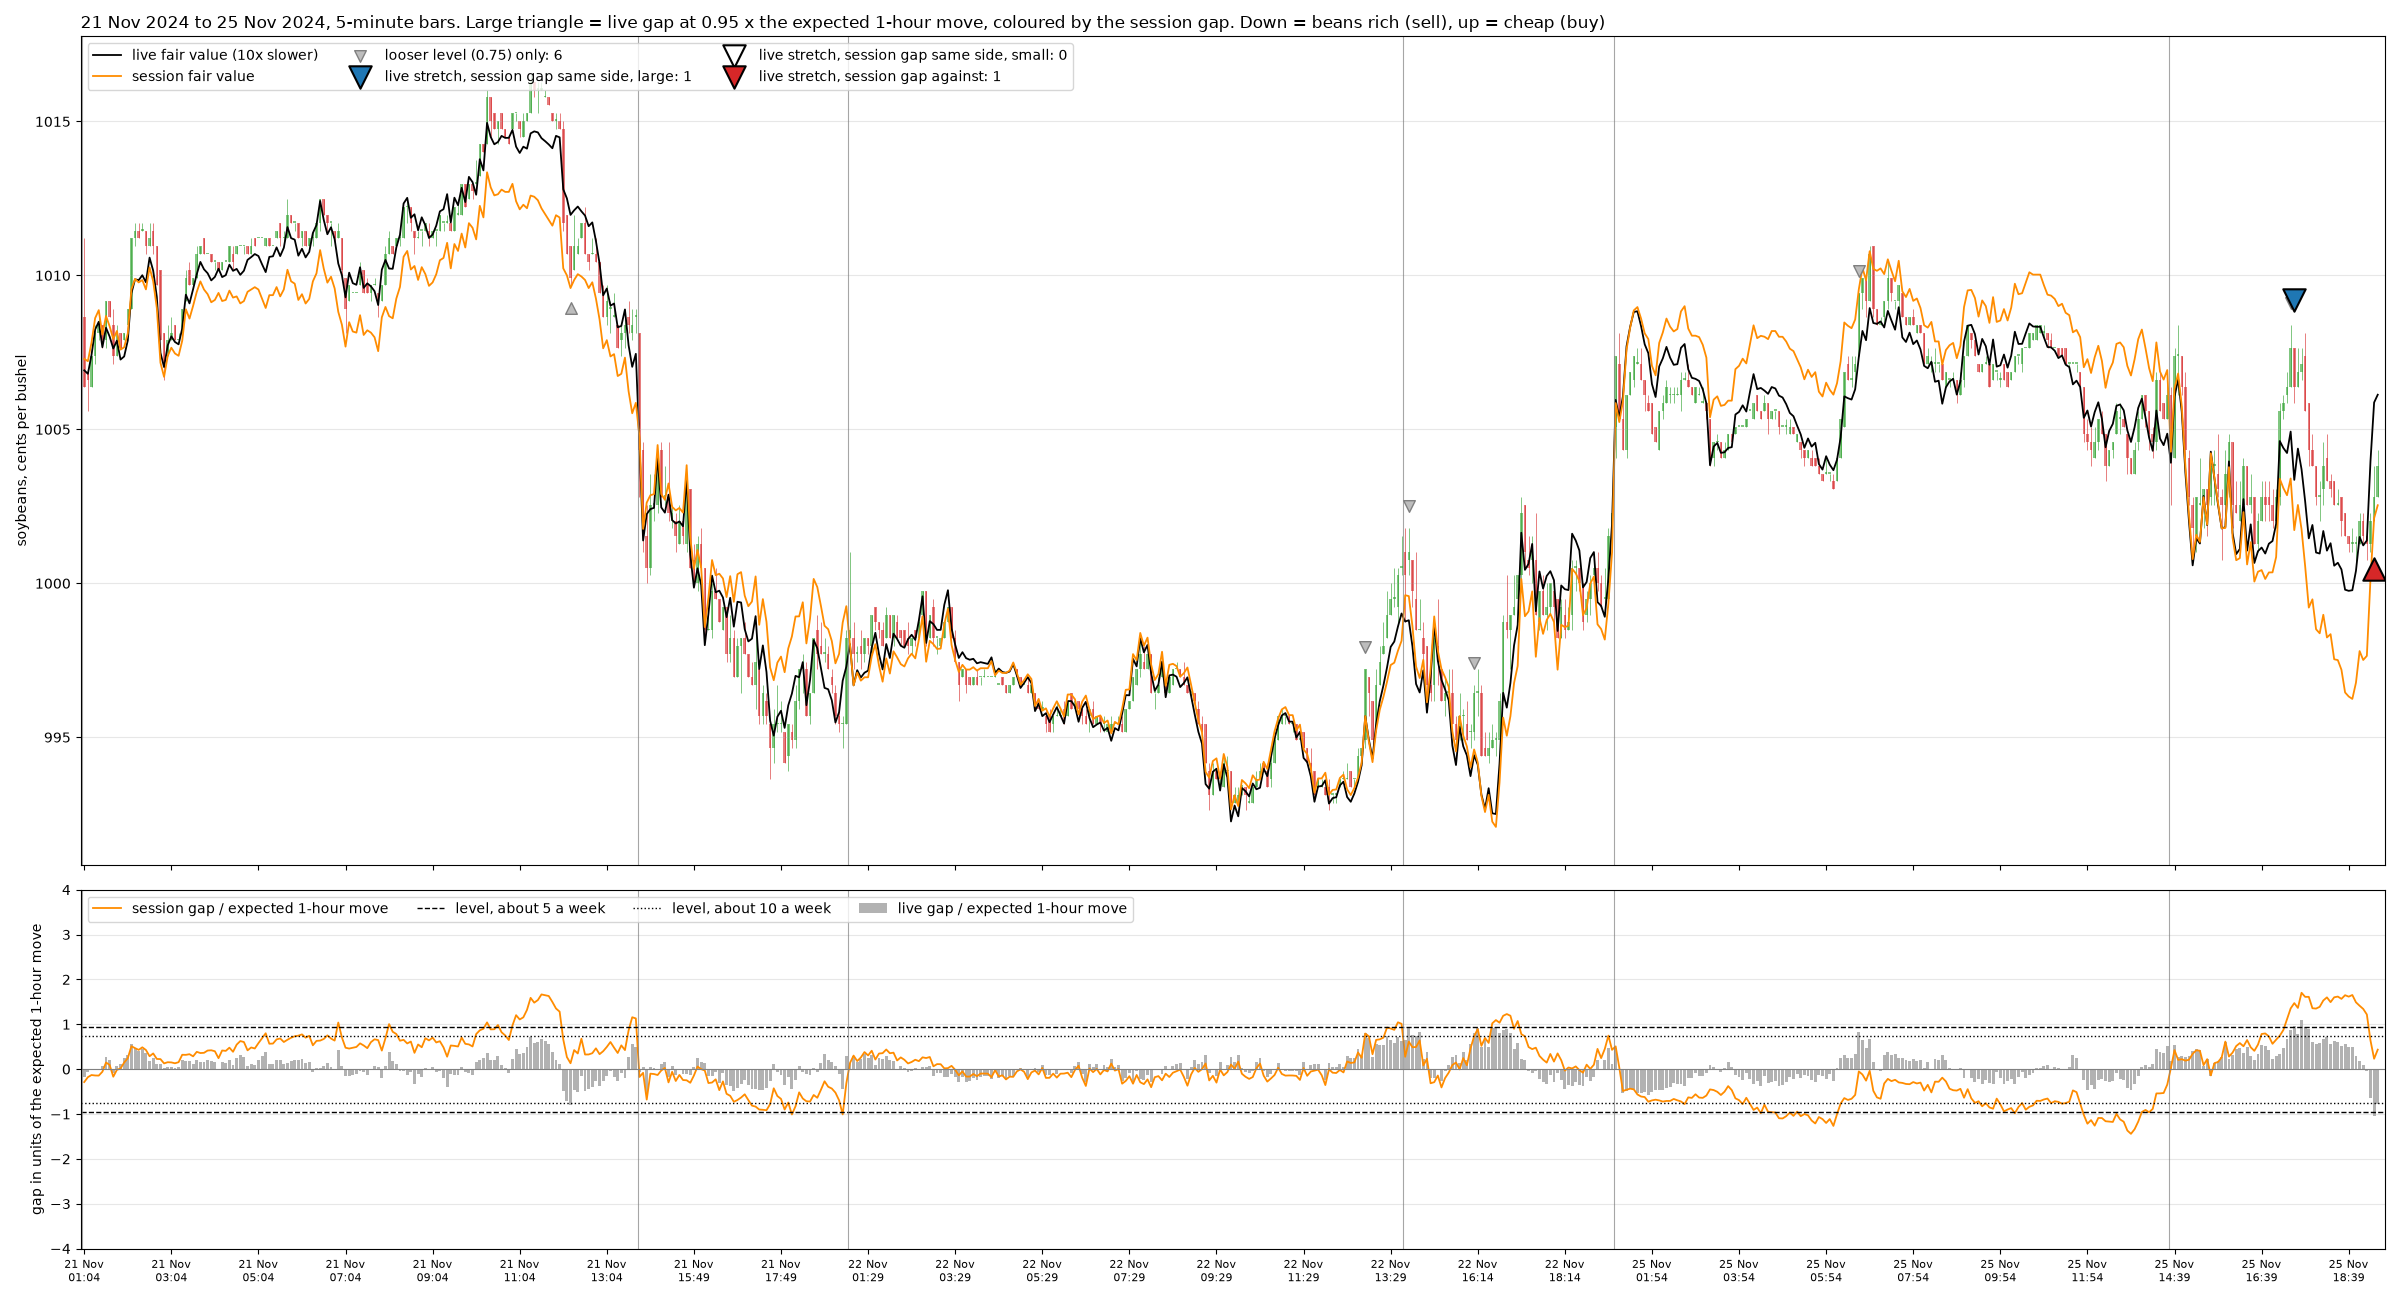 21 Nov 2024 to 25 Nov 2024, 5-minute bars. Large triangle = live gap at 0.95 x the expected 1-hour move, coloured by the session gap. Down = beans rich (sell), up = cheap (buy)
live fair value (10x slower)
session fair value
looser level (0.75) only: 6
live stretch, session gap same side, large: 1
live stretch, session gap same side, small: 0
live stretch, session gap against: 1
soybeans, cents per bushel
1015
1010
1005
1000
995
session gap / expected 1-hour move
level, about 5 a week
level, about 10 a week
live gap / expected 1-hour move
gap in units of the expected 1-hour move
4
3
2
1
0
−1
−2
−3
−4
21 Nov
01:04
21 Nov
03:04
21 Nov
05:04
21 Nov
07:04
21 Nov
09:04
21 Nov
11:04
21 Nov
13:04
21 Nov
15:49
21 Nov
17:49
22 Nov
01:29
22 Nov
03:29
22 Nov
05:29
22 Nov
07:29
22 Nov
09:29
22 Nov
11:29
22 Nov
13:29
22 Nov
16:14
22 Nov
18:14
25 Nov
01:54
25 Nov
03:54
25 Nov
05:54
25 Nov
07:54
25 Nov
09:54
25 Nov
11:54
25 Nov
14:39
25 Nov
16:39
25 Nov
18:39